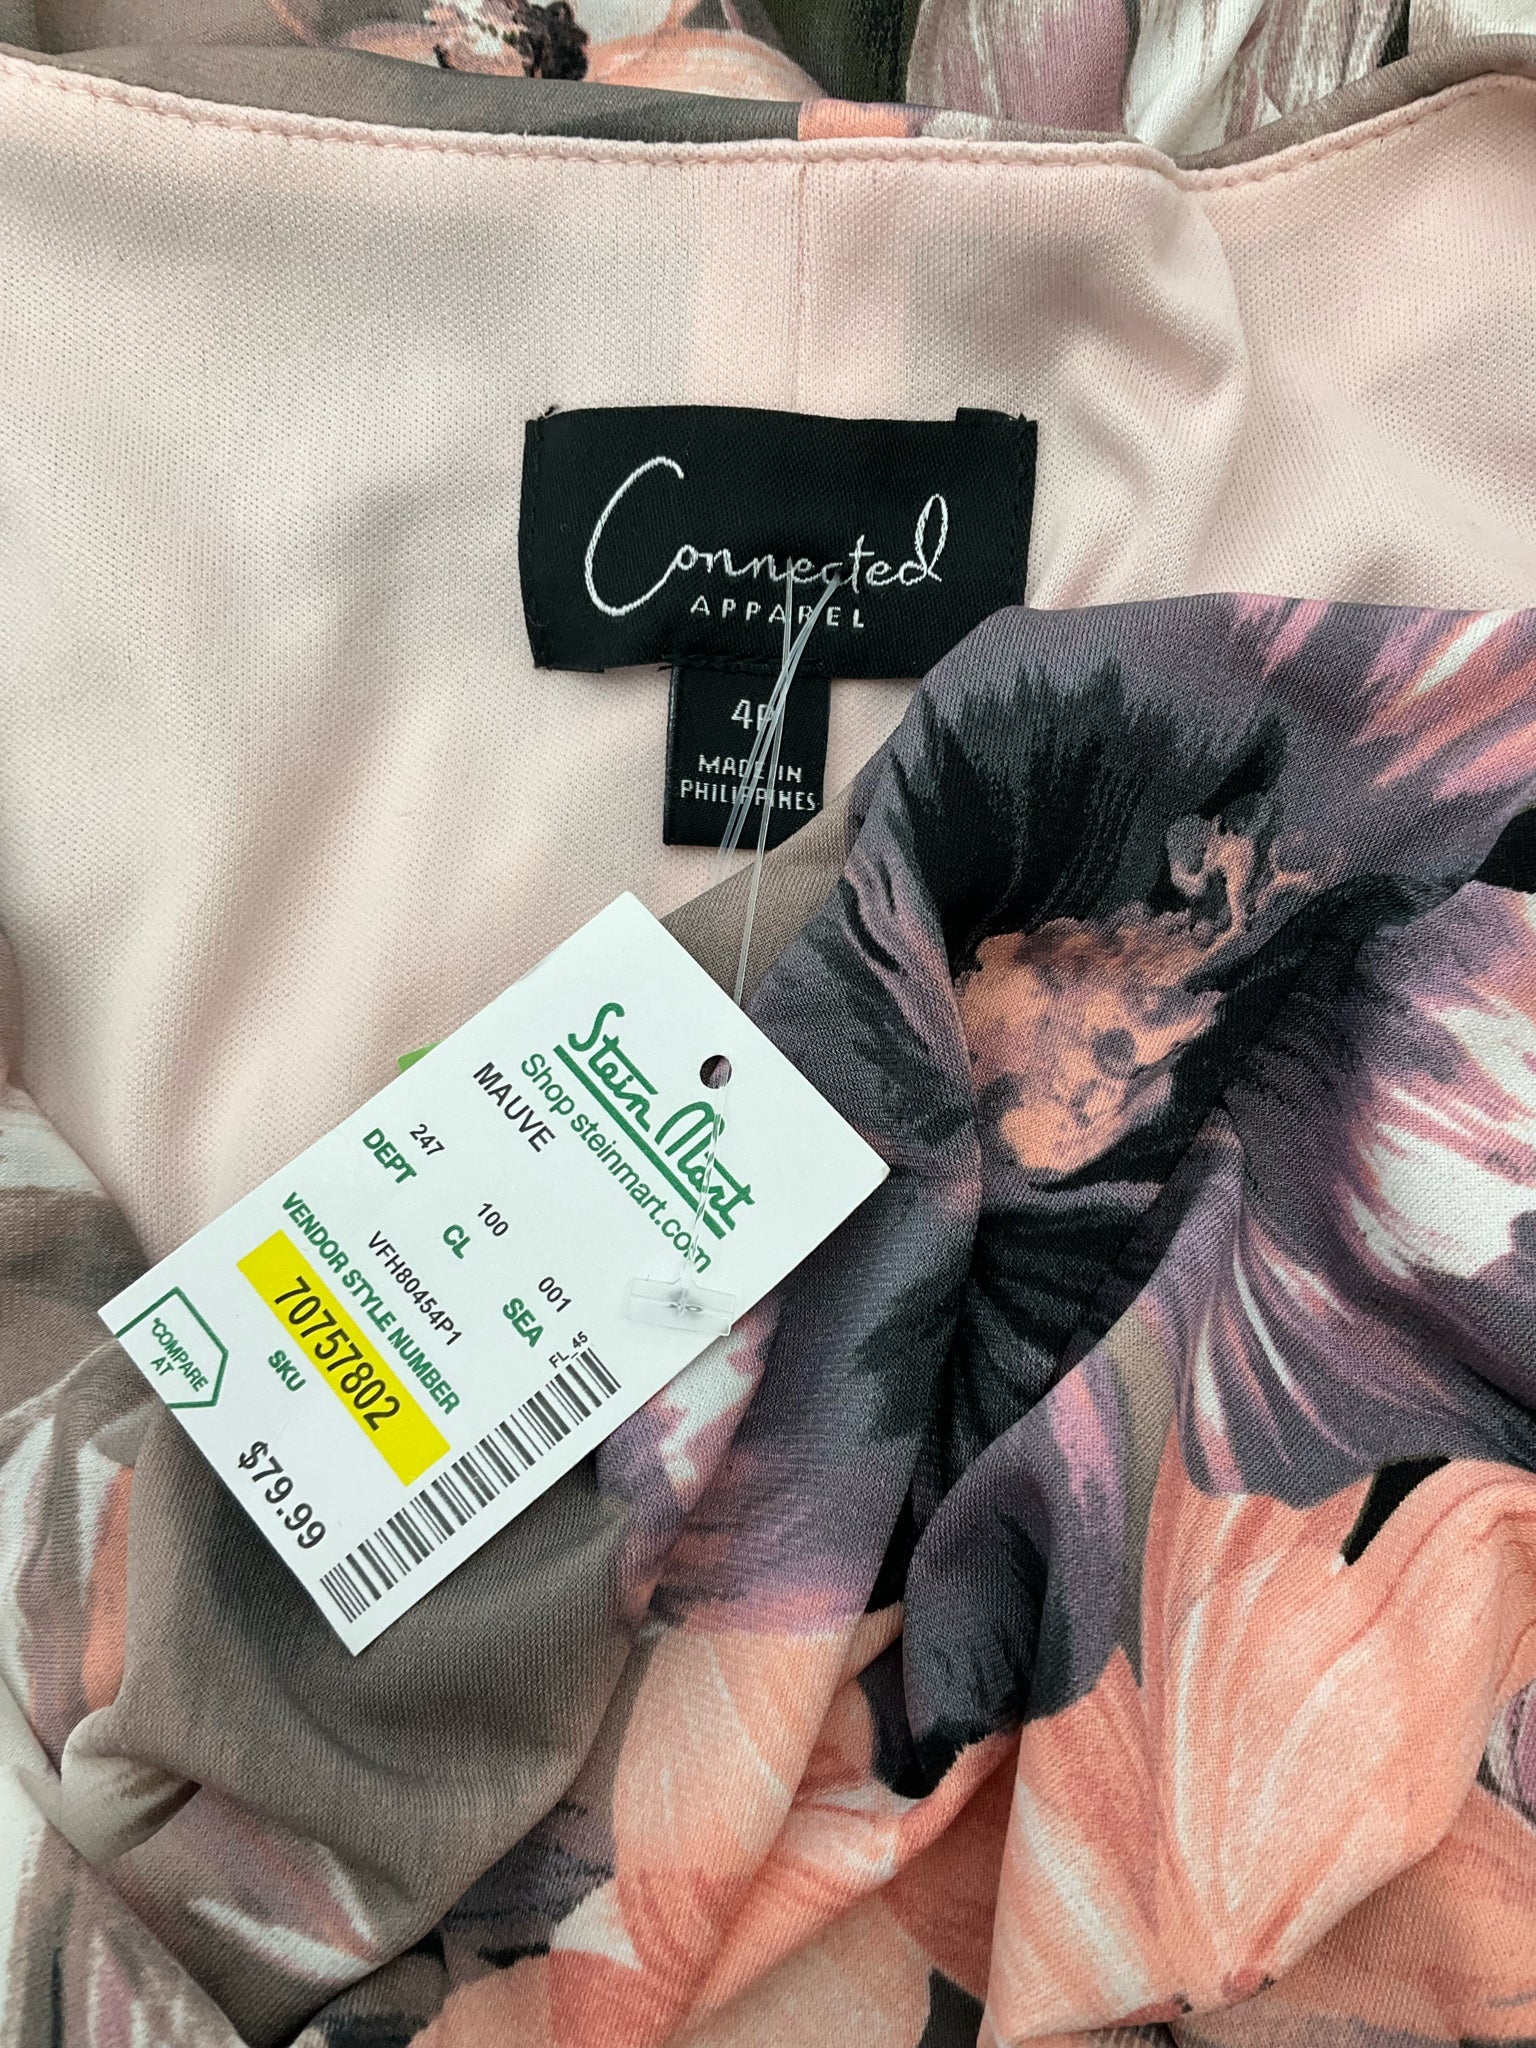 Connected
APPAREL
4P
MADE IN
PHILIPPINES
Stein Mart
Shop steinmart.com
MAUVE
247 100 001
DEPT CL SEA
VFH80454P1
VENDOR STYLE NUMBER
70757802
SKU
FL_45
*COMPARE
AT
$79.99